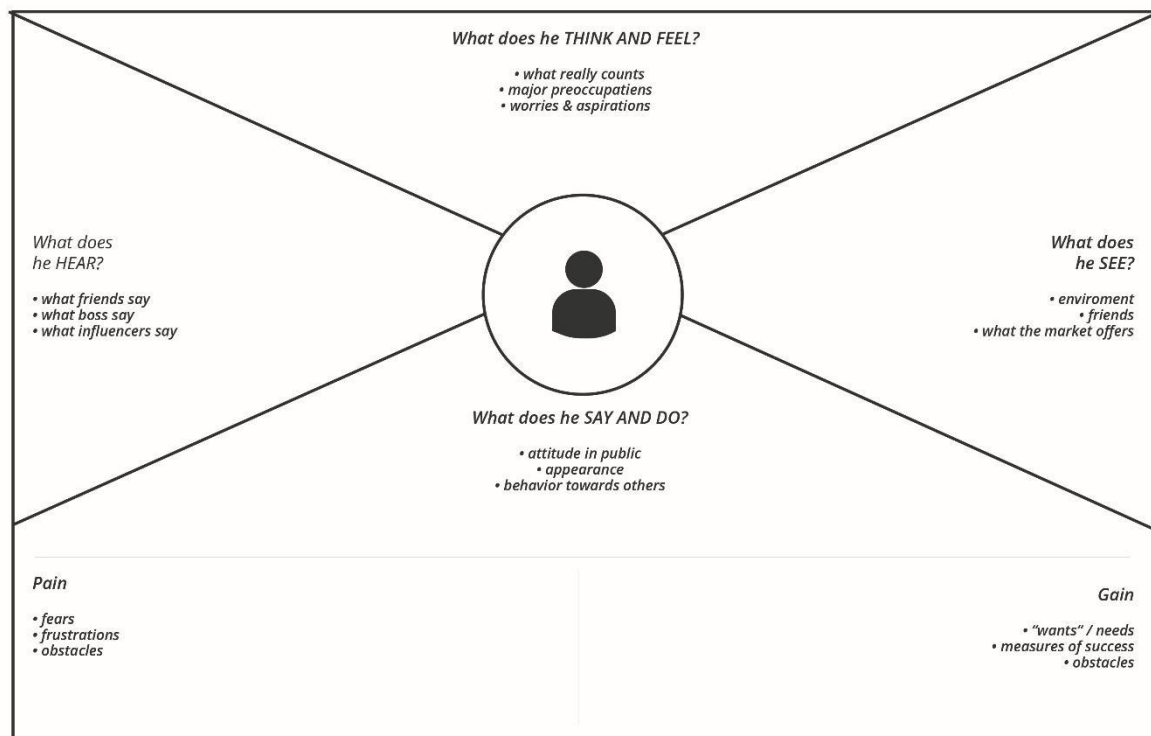 What does he THINK AND FEEL?
• what really counts
• major preoccupatiens
• worries & aspirations
What does
he HEAR?
• what friends say
• what boss say
• what influencers say
What does
he SEE?
• enviroment
• friends
• what the market offers
What does he SAY AND DO?
• attitude in public
• appearance
• behavior towards others
Pain
• fears
• frustrations
• obstacles
Gain
• “wants” / needs
• measures of success
• obstacles